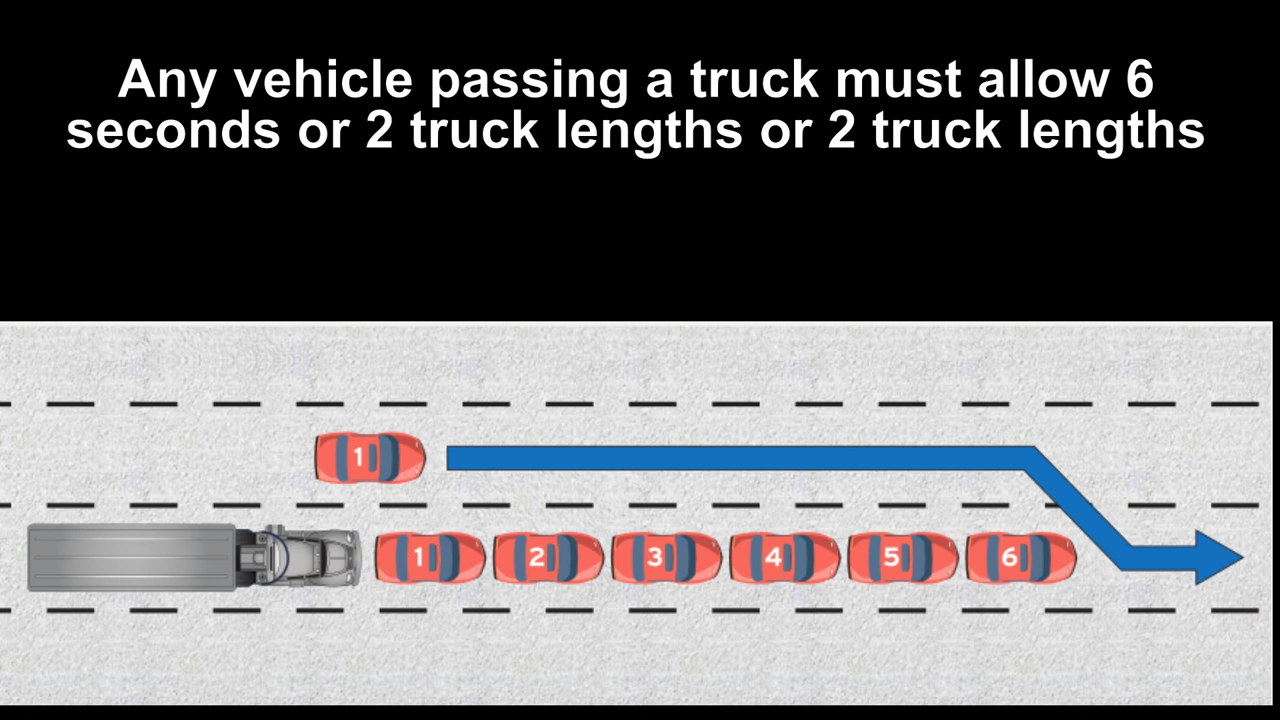 Any vehicle passing a truck must allow 6
seconds or 2 truck lengths or 2 truck lengths
1
1 2 3 4 5 6